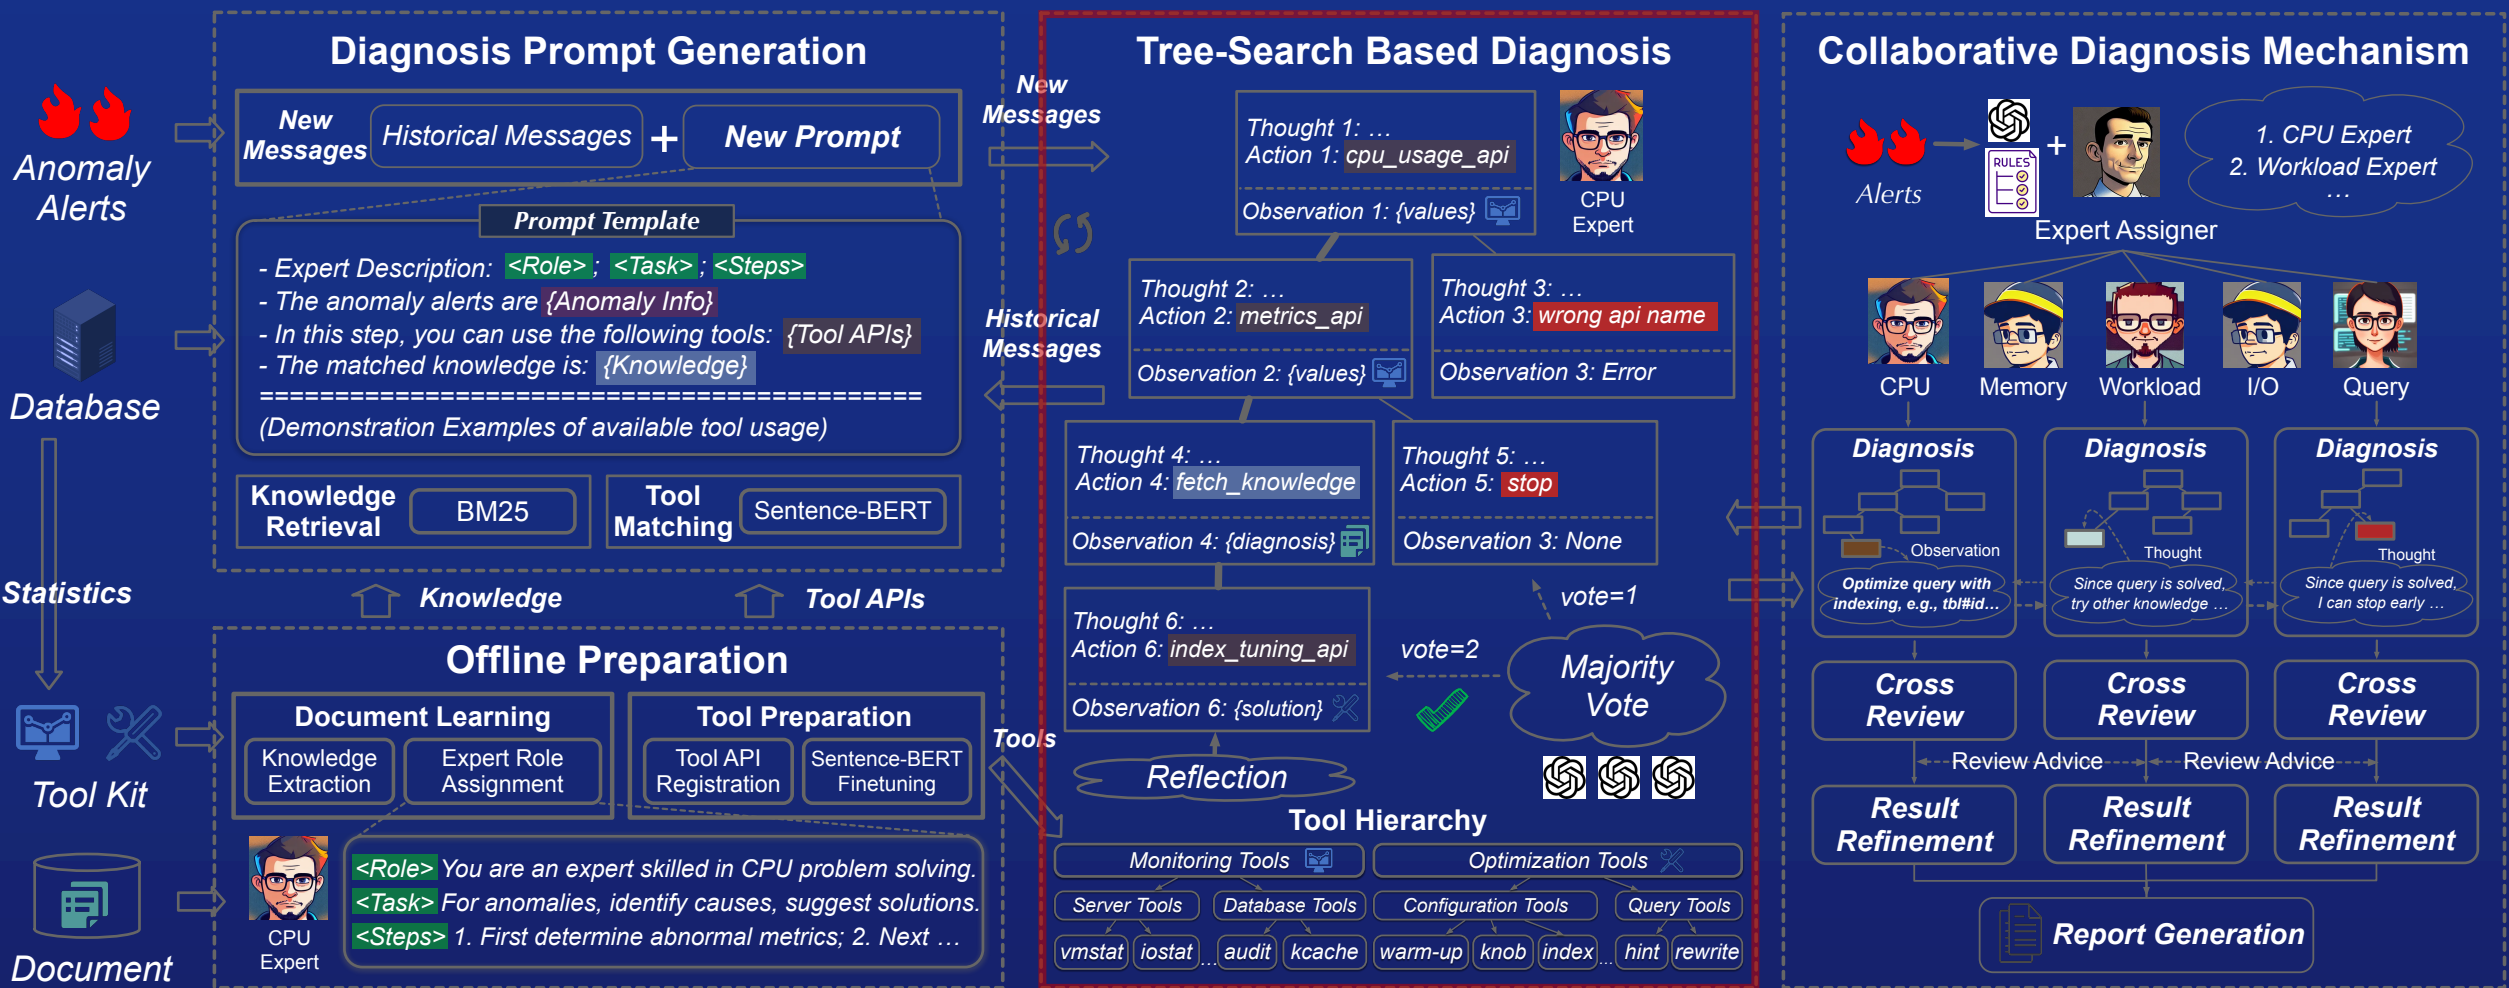 Anomaly
Alerts
Database
Statistics
Tool Kit
Document
Diagnosis Prompt Generation
New
Messages
Historical Messages
+
New Prompt
Prompt Template
- Expert Description: <Role> ; <Task> ; <Steps>
- The anomaly alerts are {Anomaly Info}
- In this step, you can use the following tools: {Tool APIs}
- The matched knowledge is: {Knowledge}
============================================
(Demonstration Examples of available tool usage)
Knowledge
Retrieval
BM25
Tool
Matching
Sentence-BERT
Knowledge
Tool APIs
Offline Preparation
Document Learning
Knowledge
Extraction
Expert Role
Assignment
Tool Preparation
Tool API
Registration
Sentence-BERT
Finetuning
CPU
Expert
<Role> You are an expert skilled in CPU problem solving.
<Task> For anomalies, identify causes, suggest solutions.
<Steps> 1. First determine abnormal metrics; 2. Next …
New
Messages
Historical
Messages
Tools
Tree-Search Based Diagnosis
Thought 1: …
Action 1: cpu_usage_api
Observation 1: {values}
CPU
Expert
Thought 2: …
Action 2: metrics_api
Observation 2: {values}
Thought 3: …
Action 3: wrong api name
Observation 3: Error
Thought 4: …
Action 4: fetch_knowledge
Observation 4: {diagnosis}
Thought 5: …
Action 5: stop
Observation 3: None
Thought 6: …
Action 6: index_tuning_api
Observation 6: {solution}
vote=1
vote=2
Majority
Vote
Reflection
Tool Hierarchy
Monitoring Tools
Optimization Tools
Server Tools
Database Tools
Configuration Tools
Query Tools
vmstat
iostat
...
audit
kcache
warm-up
knob
index
...
hint
rewrite
Collaborative Diagnosis Mechanism
Alerts
RULES
+
Expert Assigner
1. CPU Expert
2. Workload Expert
…
CPU
Memory
Workload
I/O
Query
Diagnosis
Observation
Optimize query with
indexing, e.g., tbl#id…
Diagnosis
Thought
Since query is solved,
try other knowledge …
Diagnosis
Thought
Since query is solved,
I can stop early …
Cross
Review
Cross
Review
Cross
Review
Review Advice
Review Advice
Result
Refinement
Result
Refinement
Result
Refinement
Report Generation